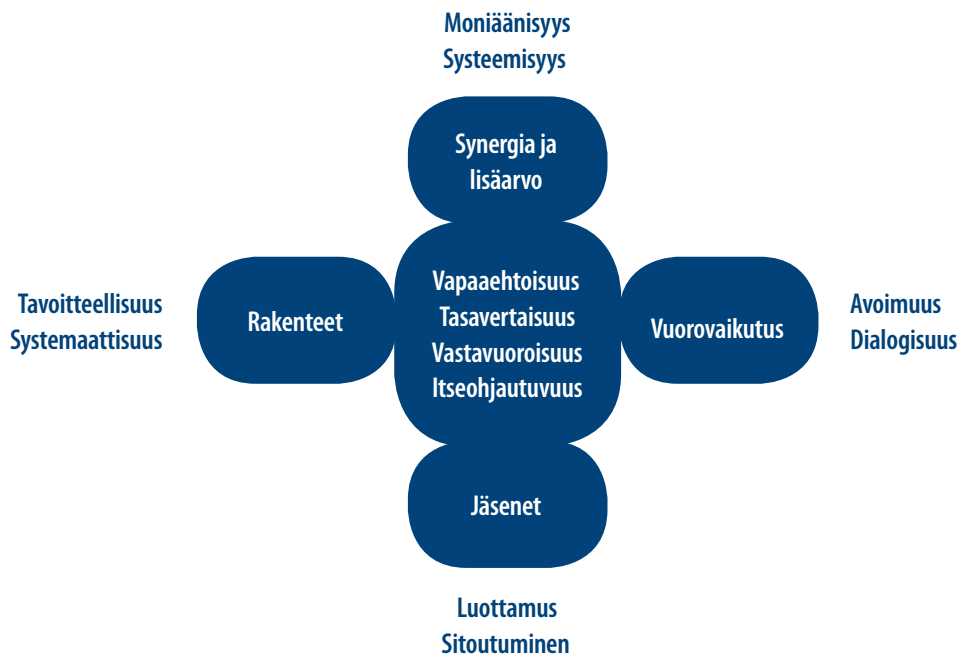 Moniäänisyys
Systeemisyys
Synergia ja
lisäarvo
Tavoitteellisuus
Systemaattisuus
Rakenteet
Vapaaehtoisuus
Tasavertaisuus
Vastavuoroisuus
Itseohjautuvuus
Vuorovaikutus
Avoimuus
Dialogisuus
Jäsenet
Luottamus
Sitoutuminen